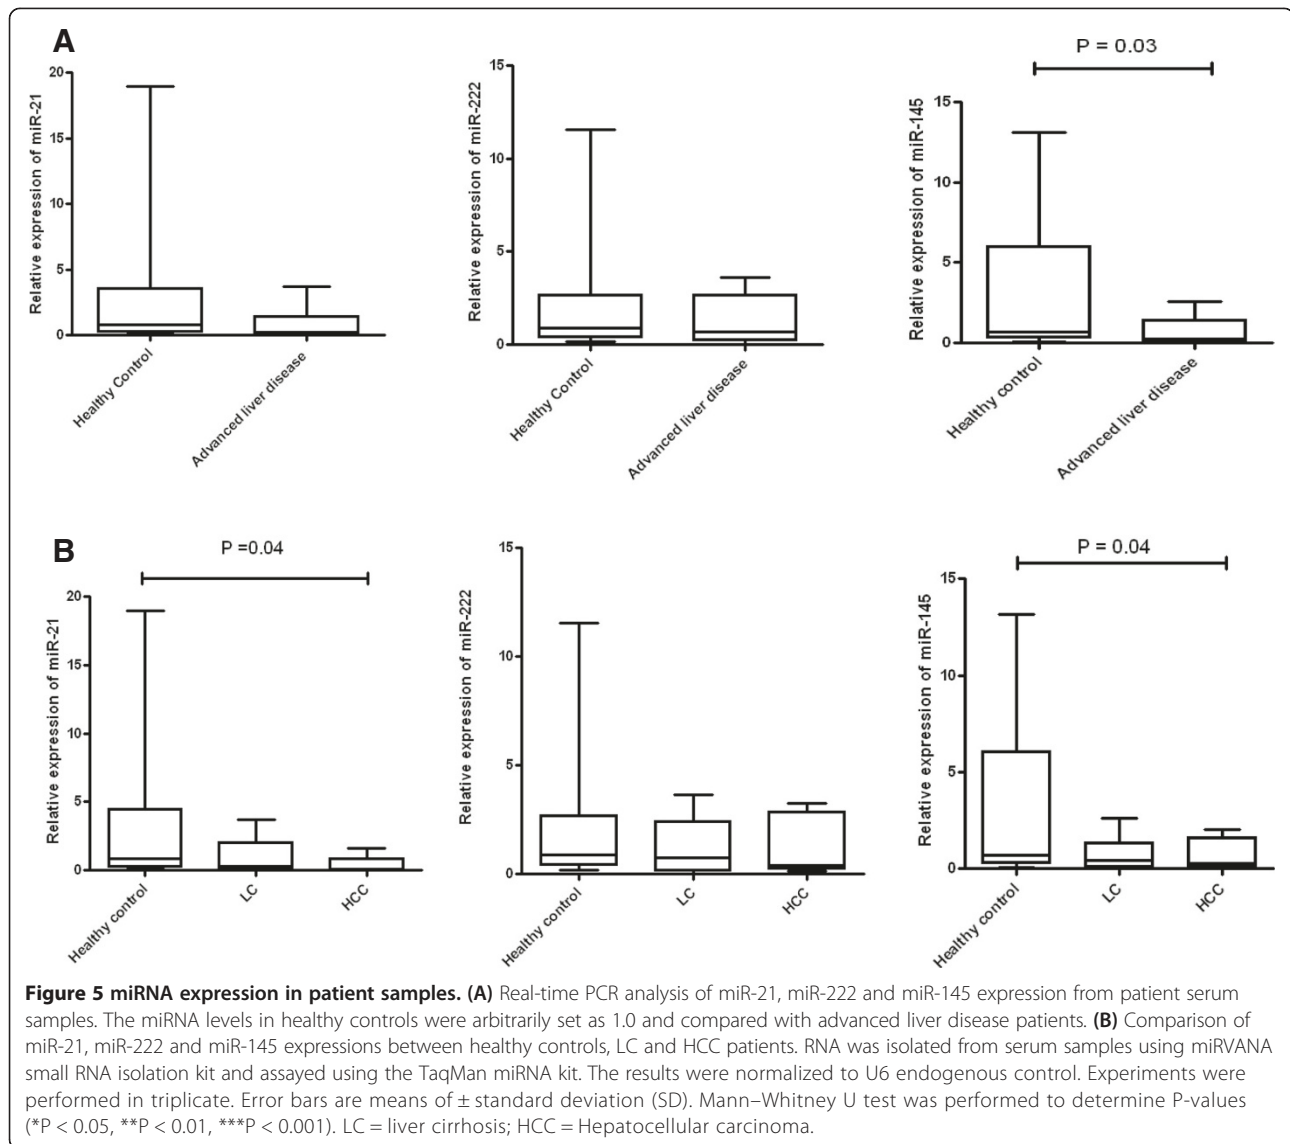 A
P = 0.03
Relative expression of miR-21
20
15
10
5
0
Healthy Control
Advanced liver disease
Relative expression of miR-222
15
10
5
0
Healthy Control
Advanced liver disease
Relative expression of miR-145
15
10
5
0
Healthy control
Advanced liver disease
B
P =0.04
Relative expression of miR-21
20
15
10
5
0
Healthy control
LC
HCC
Relative expression of miR-222
15
10
5
0
Healthy control
LC
HCC
P = 0.04
Relative expression of miR-145
15
10
5
0
Healthy control
LC
HCC
Figure 5 miRNA expression in patient samples. (A) Real-time PCR analysis of miR-21, miR-222 and miR-145 expression from patient serum
samples. The miRNA levels in healthy controls were arbitrarily set as 1.0 and compared with advanced liver disease patients. (B) Comparison of
miR-21, miR-222 and miR-145 expressions between healthy controls, LC and HCC patients. RNA was isolated from serum samples using miRVANA
small RNA isolation kit and assayed using the TaqMan miRNA kit. The results were normalized to U6 endogenous control. Experiments were
performed in triplicate. Error bars are means of ± standard deviation (SD). Mann–Whitney U test was performed to determine P-values
(*P < 0.05, **P < 0.01, ***P < 0.001). LC = liver cirrhosis; HCC = Hepatocellular carcinoma.